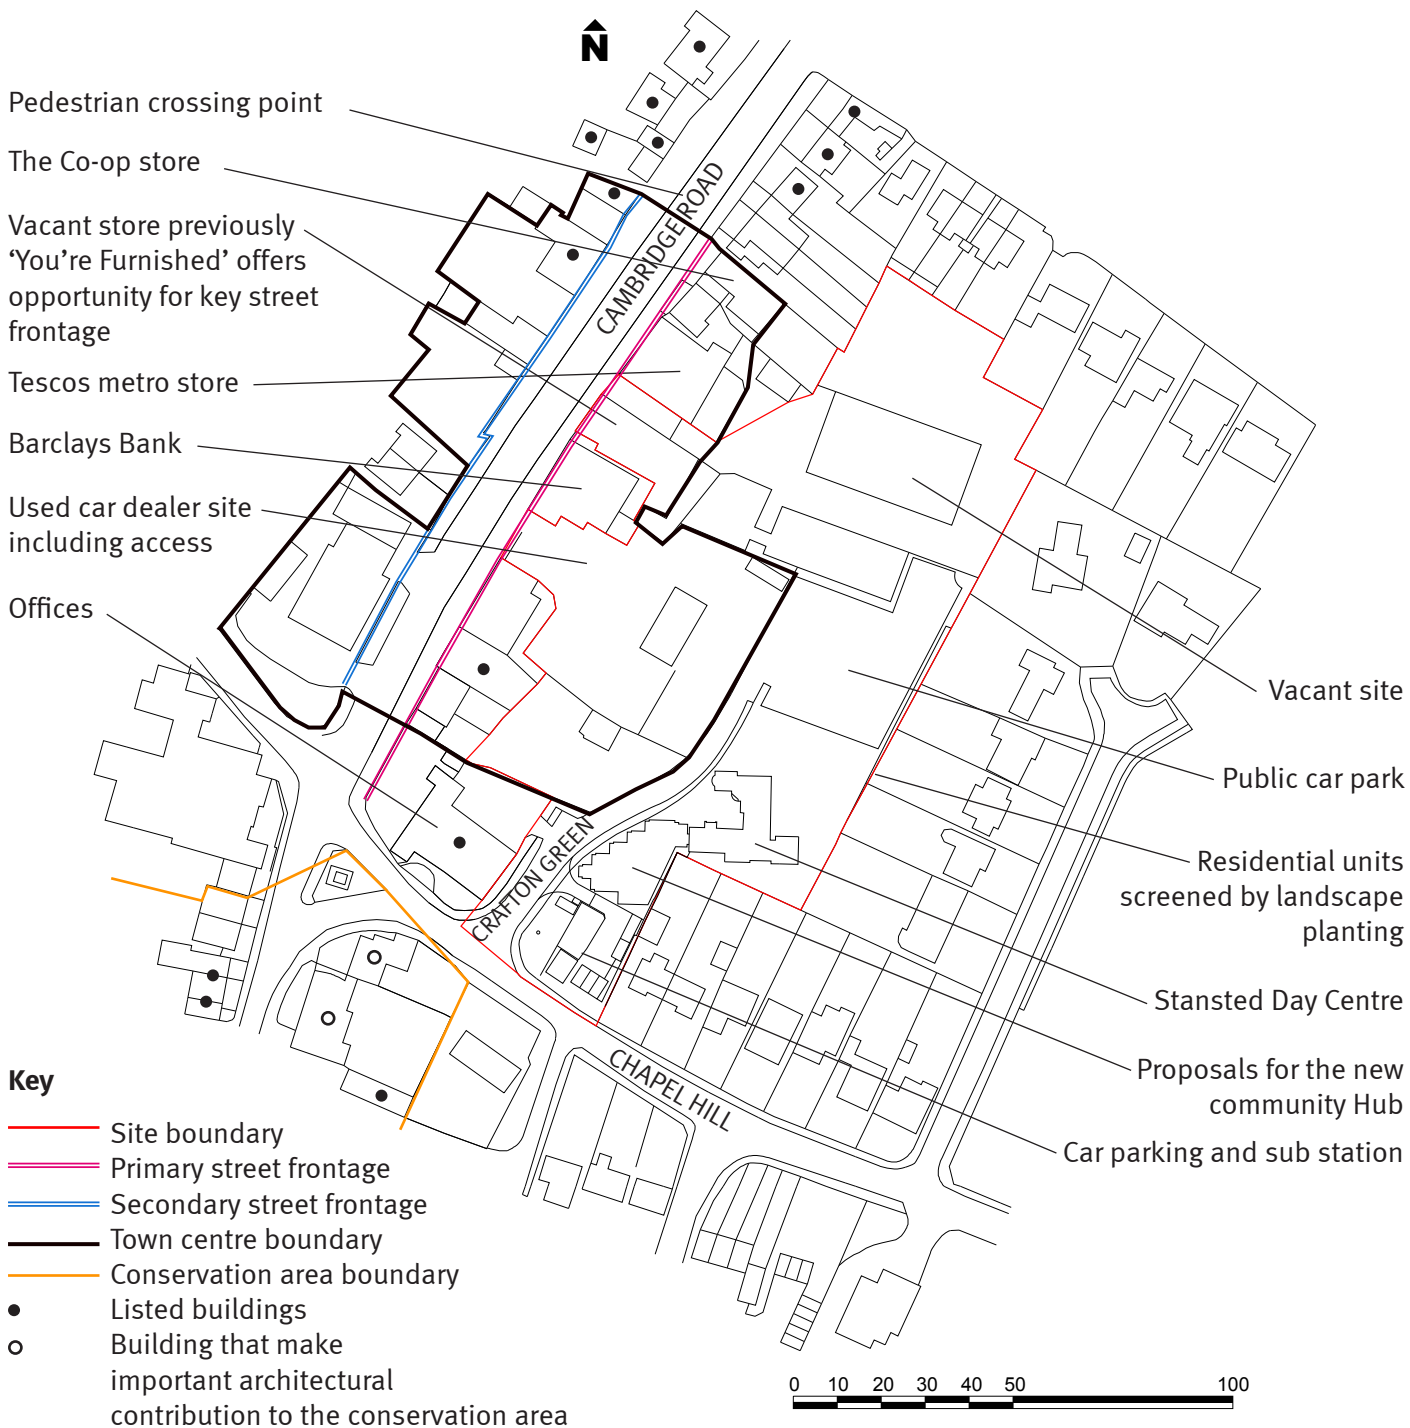 N
Pedestrian crossing point
The Co-op store
Vacant store previously
‘You’re Furnished’ offers
opportunity for key street
frontage
Tescos metro store
Barclays Bank
Used car dealer site
including access
Offices
CAMBRIDGE ROAD
CRAFTON GREEN
CHAPEL HILL
Vacant site
Public car park
Residential units
screened by landscape
planting
Stansted Day Centre
Proposals for the new
community Hub
Car parking and sub station
Key
Site boundary
Primary street frontage
Secondary street frontage
Town centre boundary
Conservation area boundary
Listed buildings
Building that make
important architectural
contribution to the conservation area
0 10 20 30 40 50 100